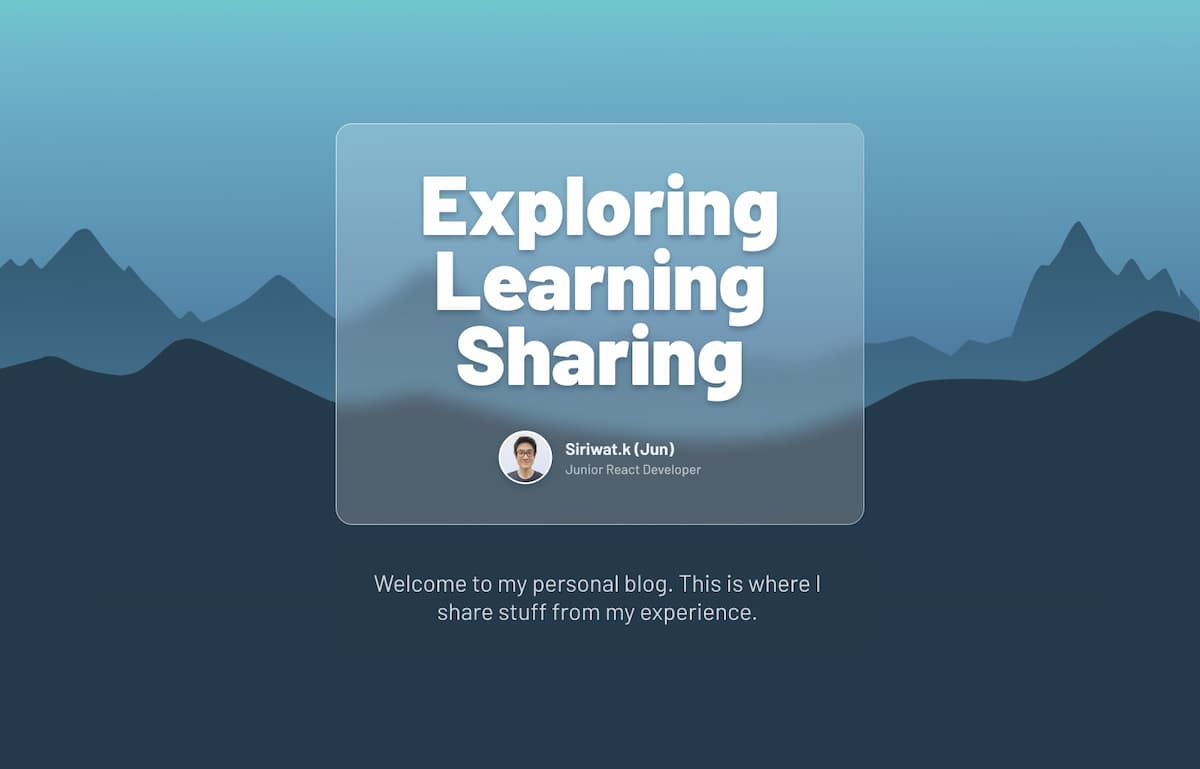 Exploring
Learning
Sharing
Siriwat.k (Jun)
Junior React Developer
Welcome to my personal blog. This is where I
share stuff from my experience.